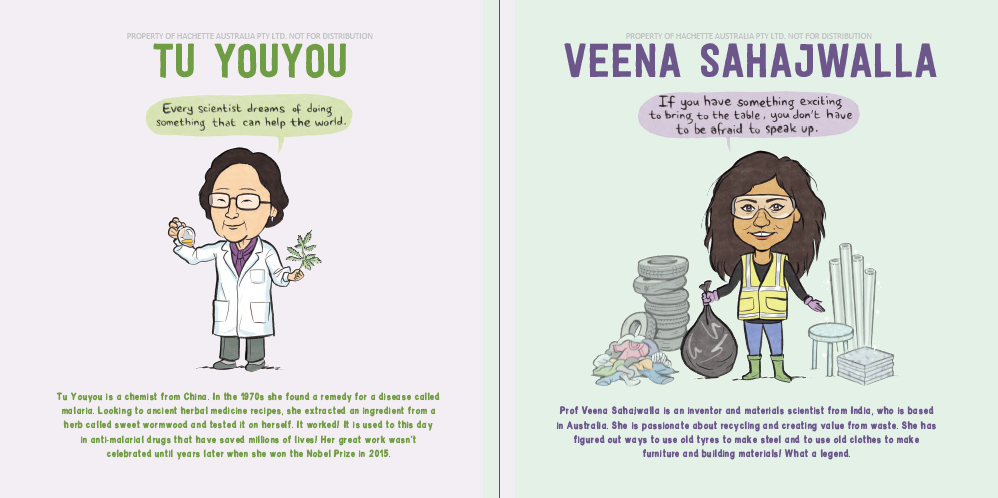 PROPERTY OF HACHETTE AUSTRALIA PTY LTD. NOT FOR DISTRIBUTION
TU YOUYOU
Every scientist dreams of doing
something that can help the world.
Tu Youyou is a chemist from China. In the 1970s she found a remedy for a disease called
malaria. Looking to ancient herbal medicine recipes, she extracted an ingredient from a
herb called sweet wormwood and tested it on herself. It worked! It is used to this day
in anti-malarial drugs that have saved millions of lives! Her great work wasn't
celebrated until years later when she won the Nobel Prize in 2015.
PROPERTY OF HACHETTE AUSTRALIA PTY LTD. NOT FOR DISTRIBUTION
VEENA SAHAJWALLA
If you have something exciting
to bring to the table, you don't have
to be afraid to speak up.
Prof Veena Sahajwalla is an inventor and materials scientist from India, who is based
in Australia. She is passionate about recycling and creating value from waste. She has
figured out ways to use old tyres to make steel and to use old clothes to make
furniture and building materials! What a legend.